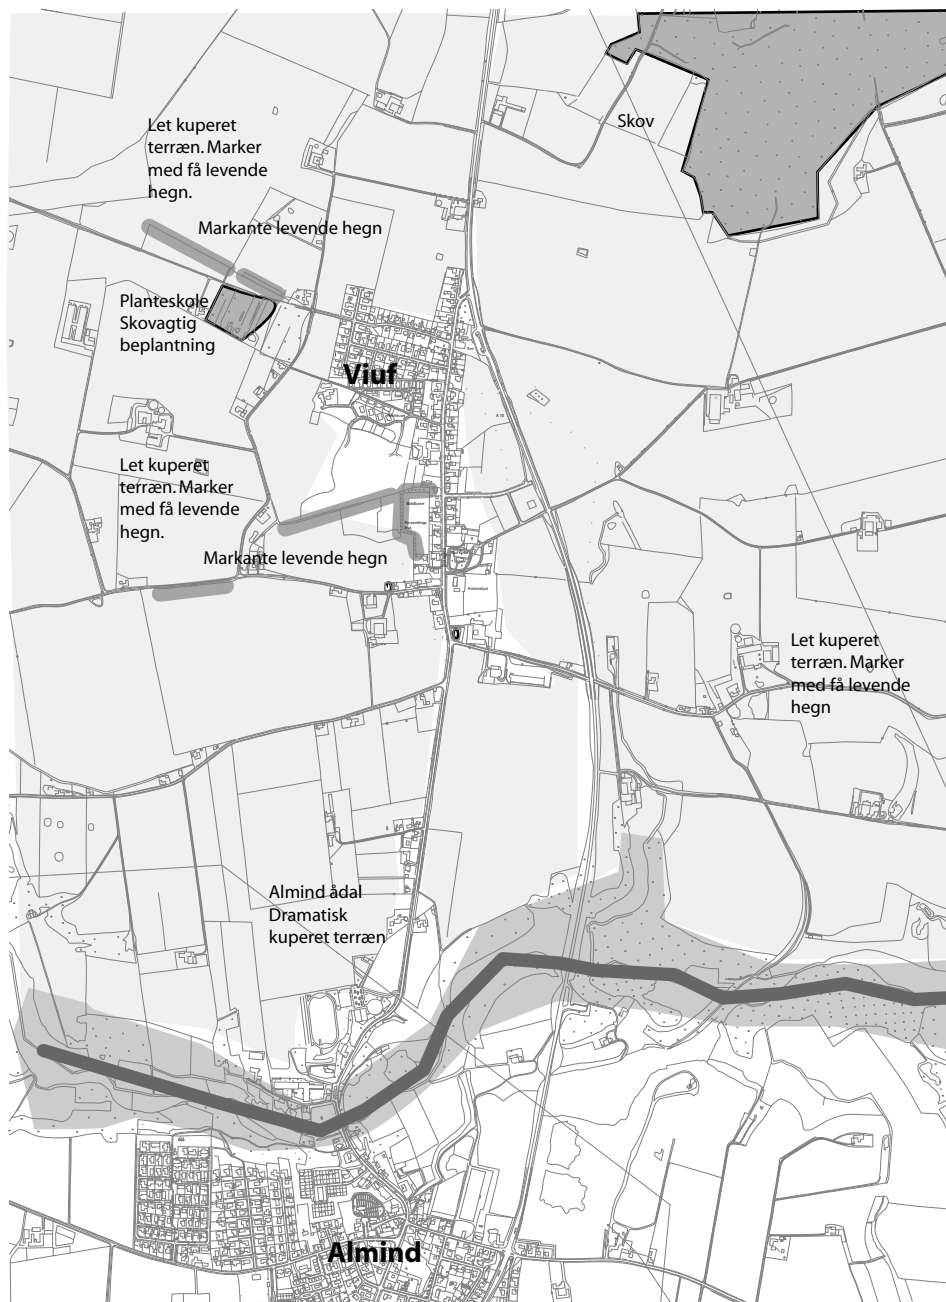 Skov
Let kuperet
terræn. Marker
med få levende
hegn.
Markante levende hegn
Planteskole
Skovagtig
beplantning
Viuf
Let kuperet
terræn. Marker
med få levende
hegn.
Markante levende hegn
Let kuperet
terræn. Marker
med få levende
hegn
Almind ådal
Dramatisk
kuperet terræn
Almind